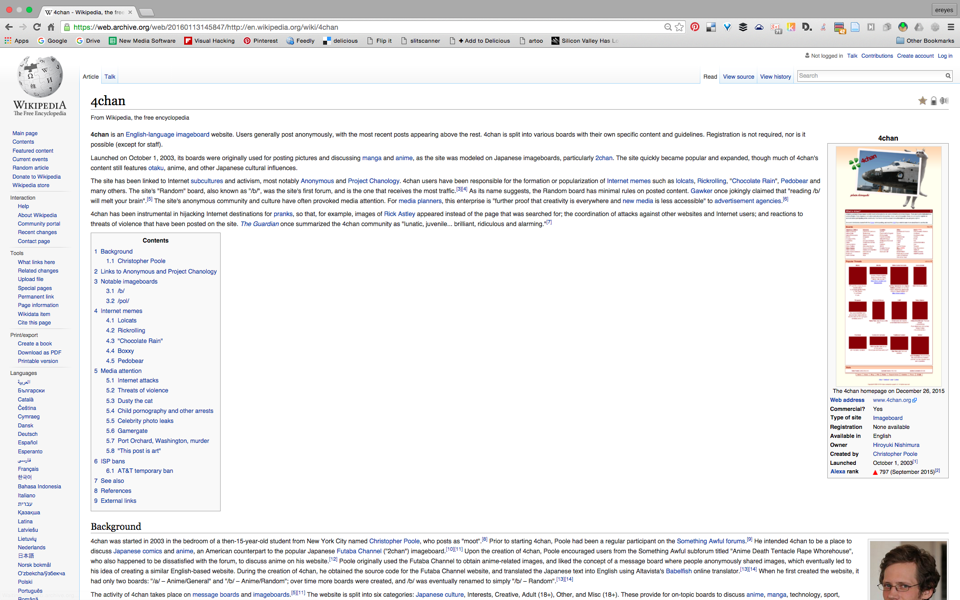 4chan - Wikipedia, the free
ereyes
https://web.archive.org/web/20160113145847/http://en.wikipedia.org/wiki/4chan
Apps Google Drive New Media Software Visual Hacking Pinterest Feedly delicious Flip it slitscanner + Add to Delicious artoo Silicon Valley Has La Other Bookmarks
Not logged in Talk Contributions Create account Log in
Article Talk Read View source View history Search
WIKIPEDIA
The Free Encyclopedia
Main page
Contents
Featured content
Current events
Random article
Donate to Wikipedia
Wikipedia store
Interaction
Help
About Wikipedia
Community portal
Recent changes
Contact page
Tools
What links here
Related changes
Upload file
Special pages
Permanent link
Page information
Wikidata item
Cite this page
Print/export
Create a book
Download as PDF
Printable version
Languages
العربية
Български
Català
Čeština
Cymraeg
Dansk
Deutsch
Español
Esperanto
فارسی
Français
한국어
Bahasa Indonesia
Italiano
עברית
Қазақша
Latina
Latviešu
Lietuvių
Nederlands
日本語
Norsk bokmål
Oʻzbekcha/ўзбекча
Polski
Português
Română
4chan
From Wikipedia, the free encyclopedia
4chan is an English-language imageboard website. Users generally post anonymously, with the most recent posts appearing above the rest. 4chan is split into various boards with their own specific content and guidelines. Registration is not required, nor is it
possible (except for staff).
Launched on October 1, 2003, its boards were originally used for posting pictures and discussing manga and anime, as the site was modeled on Japanese imageboards, particularly 2chan. The site quickly became popular and expanded, though much of 4chan's
content still features otaku, anime, and other Japanese cultural influences.
The site has been linked to Internet subcultures and activism, most notably Anonymous and Project Chanology. 4chan users have been responsible for the formation or popularization of Internet memes such as lolcats, Rickrolling, "Chocolate Rain", Pedobear and
many others. The site's "Random" board, also known as "/b/", was the site's first forum, and is the one that receives the most traffic.[3][4] As its name suggests, the Random board has minimal rules on posted content. Gawker once jokingly claimed that "reading /b/
will melt your brain".[5] The site's anonymous community and culture have often provoked media attention. For media planners, this enterprise is "further proof that creativity is everywhere and new media is less accessible" to advertisement agencies.[6]
4chan has been instrumental in hijacking Internet destinations for pranks, so that, for example, images of Rick Astley appeared instead of the page that was searched for; the coordination of attacks against other websites and Internet users; and reactions to
threats of violence that have been posted on the site. The Guardian once summarized the 4chan community as "lunatic, juvenile... brilliant, ridiculous and alarming."[7]
Contents
1 Background
1.1 Christopher Poole
2 Links to Anonymous and Project Chanology
3 Notable imageboards
3.1 /b/
3.2 /pol/
4 Internet memes
4.1 Lolcats
4.2 Rickrolling
4.3 "Chocolate Rain"
4.4 Boxxy
4.5 Pedobear
5 Media attention
5.1 Internet attacks
5.2 Threats of violence
5.3 Dusty the cat
5.4 Child pornography and other arrests
5.5 Celebrity photo leaks
5.6 Gamergate
5.7 Port Orchard, Washington, murder
5.8 "This post is art"
6 ISP bans
6.1 AT&T temporary ban
7 See also
8 References
9 External links
4chan
4chan
The 4chan homepage on December 26, 2015
Web address www.4chan.org
Commercial? Yes
Type of site Imageboard
Registration None available
Available in English
Owner Hiroyuki Nishimura
Created by Christopher Poole
Launched October 1, 2003[1]
Alexa rank ▲ 797 (September 2015)[2]
Background
4chan was started in 2003 in the bedroom of a then-15-year-old student from New York City named Christopher Poole, who posts as "moot".[8] Prior to starting 4chan, Poole had been a regular participant on the Something Awful forums.[9] He intended 4chan to be a place to
discuss Japanese comics and anime, an American counterpart to the popular Japanese Futaba Channel ("2chan") imageboard.[10][11] Upon the creation of 4chan, Poole encouraged users from the Something Awful subforum titled "Anime Death Tentacle Rape Whorehouse",
who also happened to be dissatisfied with the forum, to discuss anime on his website.[12] Poole originally used the Futaba Channel to obtain anime-related images, and liked the concept of a message board where people anonymously shared images, which eventually led to
his idea of creating a similar English-based website. During the creation of 4chan, he obtained the source code for the Futaba Channel website, and translated the Japanese text into English using Altavista's Babelfish online translator.[13][14] When he first created the website, it
had only two boards: "/a/ – Anime/General" and "/b/ – Anime/Random"; over time more boards were created, and /b/ was eventually renamed to simply "/b/ – Random".[13][14]
The activity of 4chan takes place on message boards and imageboards.[5][11] The website is split into six categories: Japanese culture, Interests, Creative, Adult (18+), Other, and Misc (18+). These provide for on-topic boards to discuss anime, manga, technology, sport,